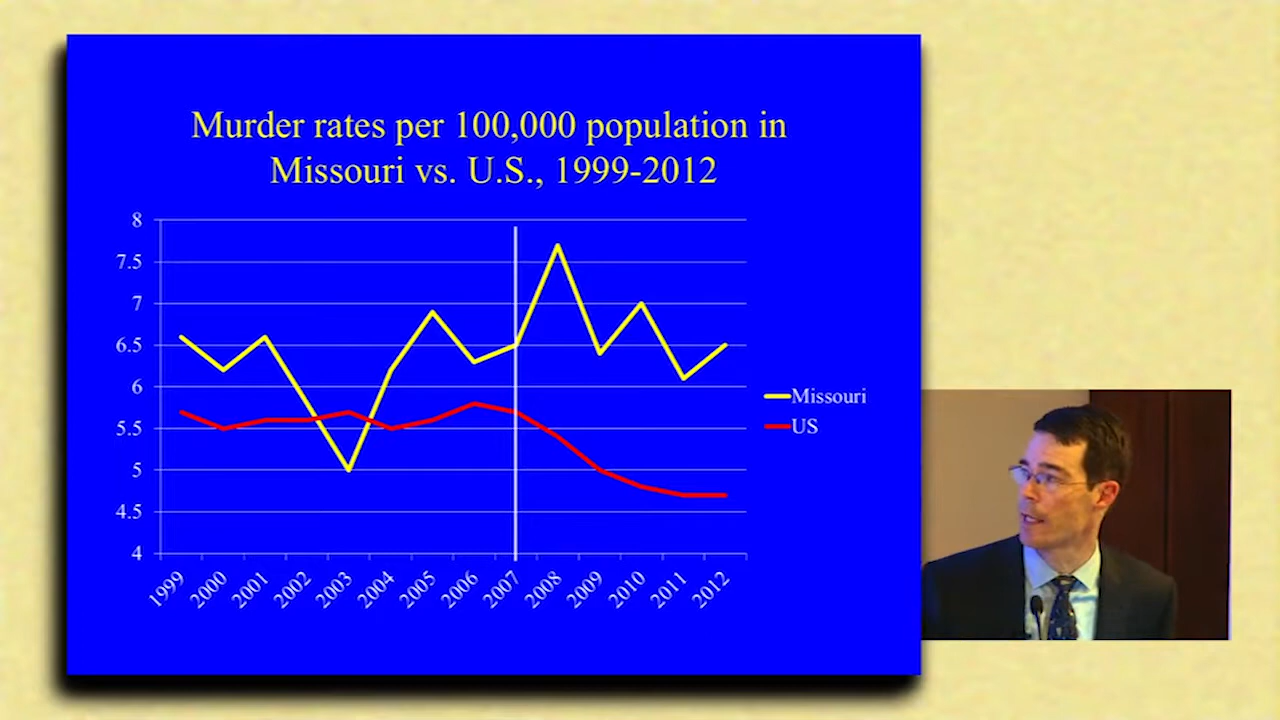 Murder rates per 100,000 population in
Missouri vs. U.S., 1999-2012
8
7.5
7
6.5
6
5.5
5
4.5
4
1999 2000 2001 2002 2003 2004 2005 2006 2007 2008 2009 2010 2011 2012
Missouri
US